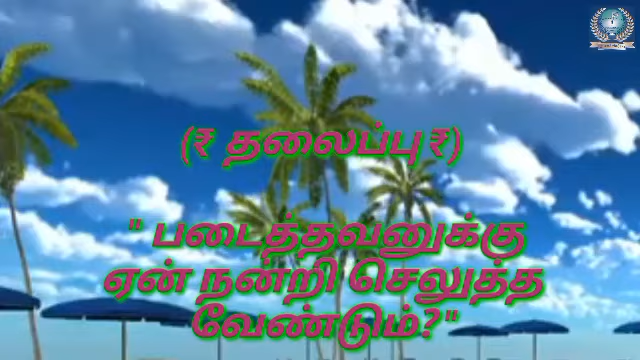 (₹ தலைப்பு ₹)
" படைத்தவனுக்கு
ஏன் நன்றி செலுத்த
வேண்டும்?"